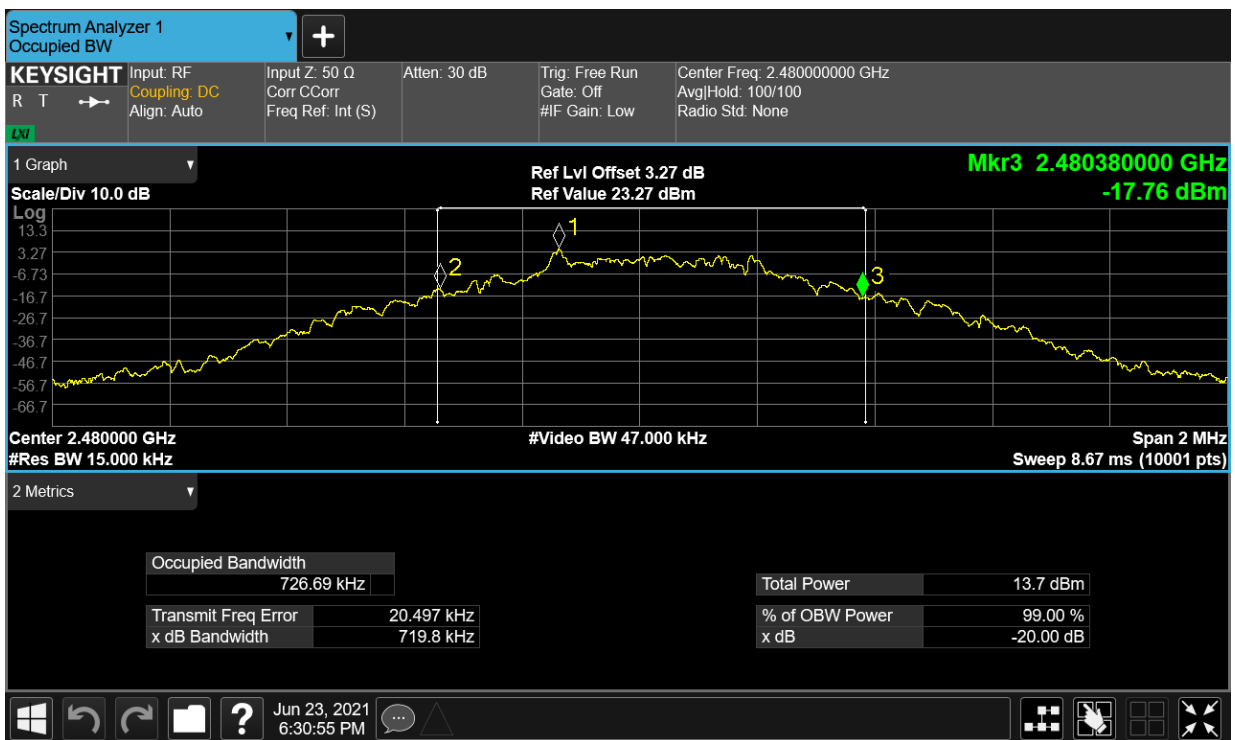 Spectrum Analyzer 1
Occupied BW
▼
+
KEYSIGHT
R T
LXI
Input: RF
Coupling: DC
Align: Auto
Input Z: 50 Ω
Corr CCorr
Freq Ref: Int (S)
Atten: 30 dB
Trig: Free Run
Gate: Off
#IF Gain: Low
Center Freq: 2.480000000 GHz
Avg|Hold: 100/100
Radio Std: None
1 Graph ▼
Scale/Div 10.0 dB
Ref Lvl Offset 3.27 dB
Ref Value 23.27 dBm
Mkr3 2.480380000 GHz
-17.76 dBm
Log
13.3
3.27
-6.73
-16.7
-26.7
-36.7
-46.7
-56.7
-66.7
1
2
3
Center 2.480000 GHz
#Video BW 47.000 kHz
Span 2 MHz
#Res BW 15.000 kHz
Sweep 8.67 ms (10001 pts)
2 Metrics ▼
Occupied Bandwidth
726.69 kHz
Transmit Freq Error 20.497 kHz
x dB Bandwidth 719.8 kHz
Total Power 13.7 dBm
% of OBW Power 99.00 %
x dB -20.00 dB
?
Jun 23, 2021
6:30:55 PM